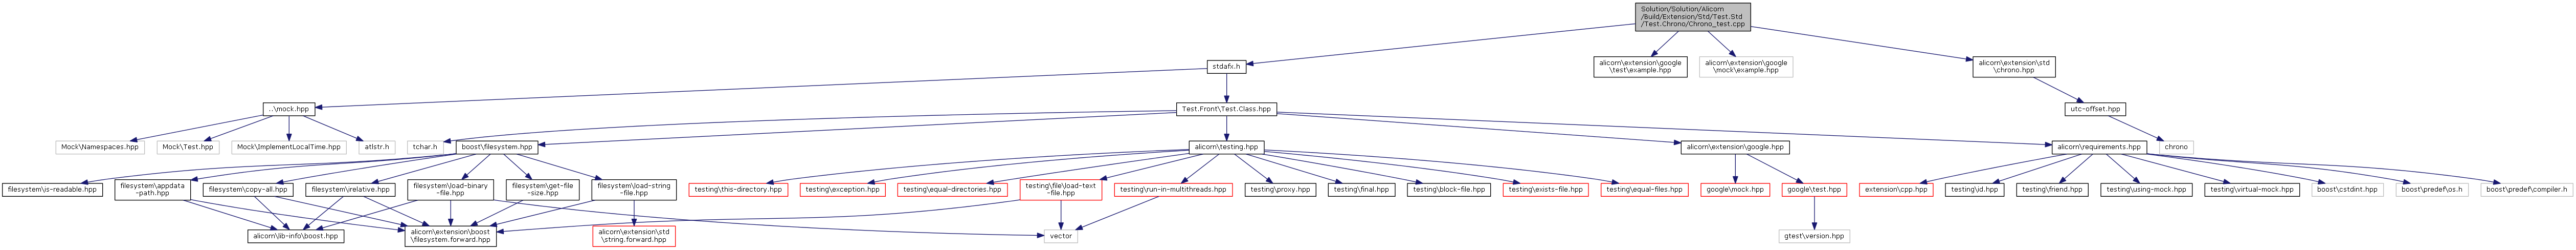 Solution/Solution/Alicorn
/Build/Extension/Std/Test.Std
/Test.Chrono/Chrono_test.cpp
stdafx.h
alicorn\extension\google
\test\example.hpp
alicorn\extension\google
\mock\example.hpp
alicorn\extension\std
\chrono.hpp
..\mock.hpp
Test.Front\Test.Class.hpp
utc-offset.hpp
Mock\Namespaces.hpp
Mock\Test.hpp
Mock\ImplementLocalTime.hpp
atlstr.h
tchar.h
boost\filesystem.hpp
alicorn\testing.hpp
alicorn\extension\google.hpp
alicorn\requirements.hpp
chrono
filesystem\is-readable.hpp
filesystem\appdata
-path.hpp
filesystem\copy-all.hpp
filesystem\relative.hpp
filesystem\load-binary
-file.hpp
filesystem\get-file
-size.hpp
filesystem\load-string
-file.hpp
testing\this-directory.hpp
testing\exception.hpp
testing\equal-directories.hpp
testing\file\load-text
-file.hpp
testing\run-in-multithreads.hpp
testing\proxy.hpp
testing\final.hpp
testing\block-file.hpp
testing\exists-file.hpp
testing\equal-files.hpp
google\mock.hpp
google\test.hpp
extension\cpp.hpp
testing\id.hpp
testing\friend.hpp
testing\using-mock.hpp
testing\virtual-mock.hpp
boost\cstdint.hpp
boost\predef\os.h
boost\predef\compiler.h
alicorn\lib-info\boost.hpp
alicorn\extension\boost
\filesystem.forward.hpp
alicorn\extension\std
\string.forward.hpp
vector
gtest\version.hpp